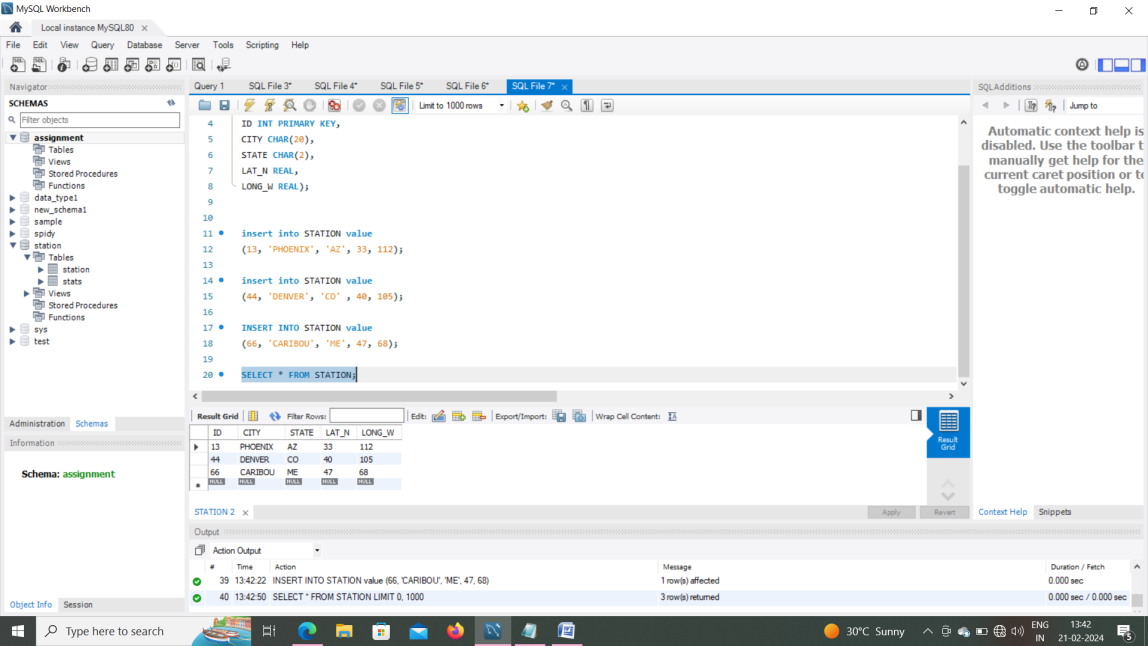 MySQL Workbench
Local instance MySQL80
File Edit View Query Database Server Tools Scripting Help
Navigator
SCHEMAS
Filter objects
assignment
Tables
Views
Stored Procedures
Functions
data_type1
new_schema1
sample
spidy
station
Tables
station
stats
Views
Stored Procedures
Functions
sys
test
Administration Schemas
Information
Schema: assignment
Object Info Session
Query 1 SQL File 3* SQL File 4* SQL File 5* SQL File 6* SQL File 7*
Limit to 1000 rows
4 ID INT PRIMARY KEY,
5 CITY CHAR(20),
6 STATE CHAR(2),
7 LAT_N REAL,
8 LONG_W REAL);
9
10
11 insert into STATION value
12 (13, 'PHOENIX', 'AZ', 33, 112);
13
14 insert into STATION value
15 (44, 'DENVER', 'CO' , 40, 105);
16
17 INSERT INTO STATION value
18 (66, 'CARIBOU', 'ME', 47, 68);
19
20 SELECT * FROM STATION;
Result Grid Filter Rows: Edit: Export/Import: Wrap Cell Content:
ID CITY STATE LAT_N LONG_W
13 PHOENIX AZ 33 112
44 DENVER CO 40 105
66 CARIBOU ME 47 68
NULL NULL NULL NULL NULL
Result
Grid
STATION 2
Apply Revert
Output
Action Output
# Time Action Message Duration / Fetch
39 13:42:22 INSERT INTO STATION value (66, 'CARIBOU', 'ME', 47, 68) 1 row(s) affected 0.000 sec
40 13:42:50 SELECT * FROM STATION LIMIT 0, 1000 3 row(s) returned 0.000 sec / 0.000 sec
SQLAdditions
Jump to
Automatic context help is
disabled. Use the toolbar t
manually get help for the
current caret position or to
toggle automatic help.
Context Help Snippets
Type here to search
30°C Sunny
ENG
IN
13:42
21-02-2024
5